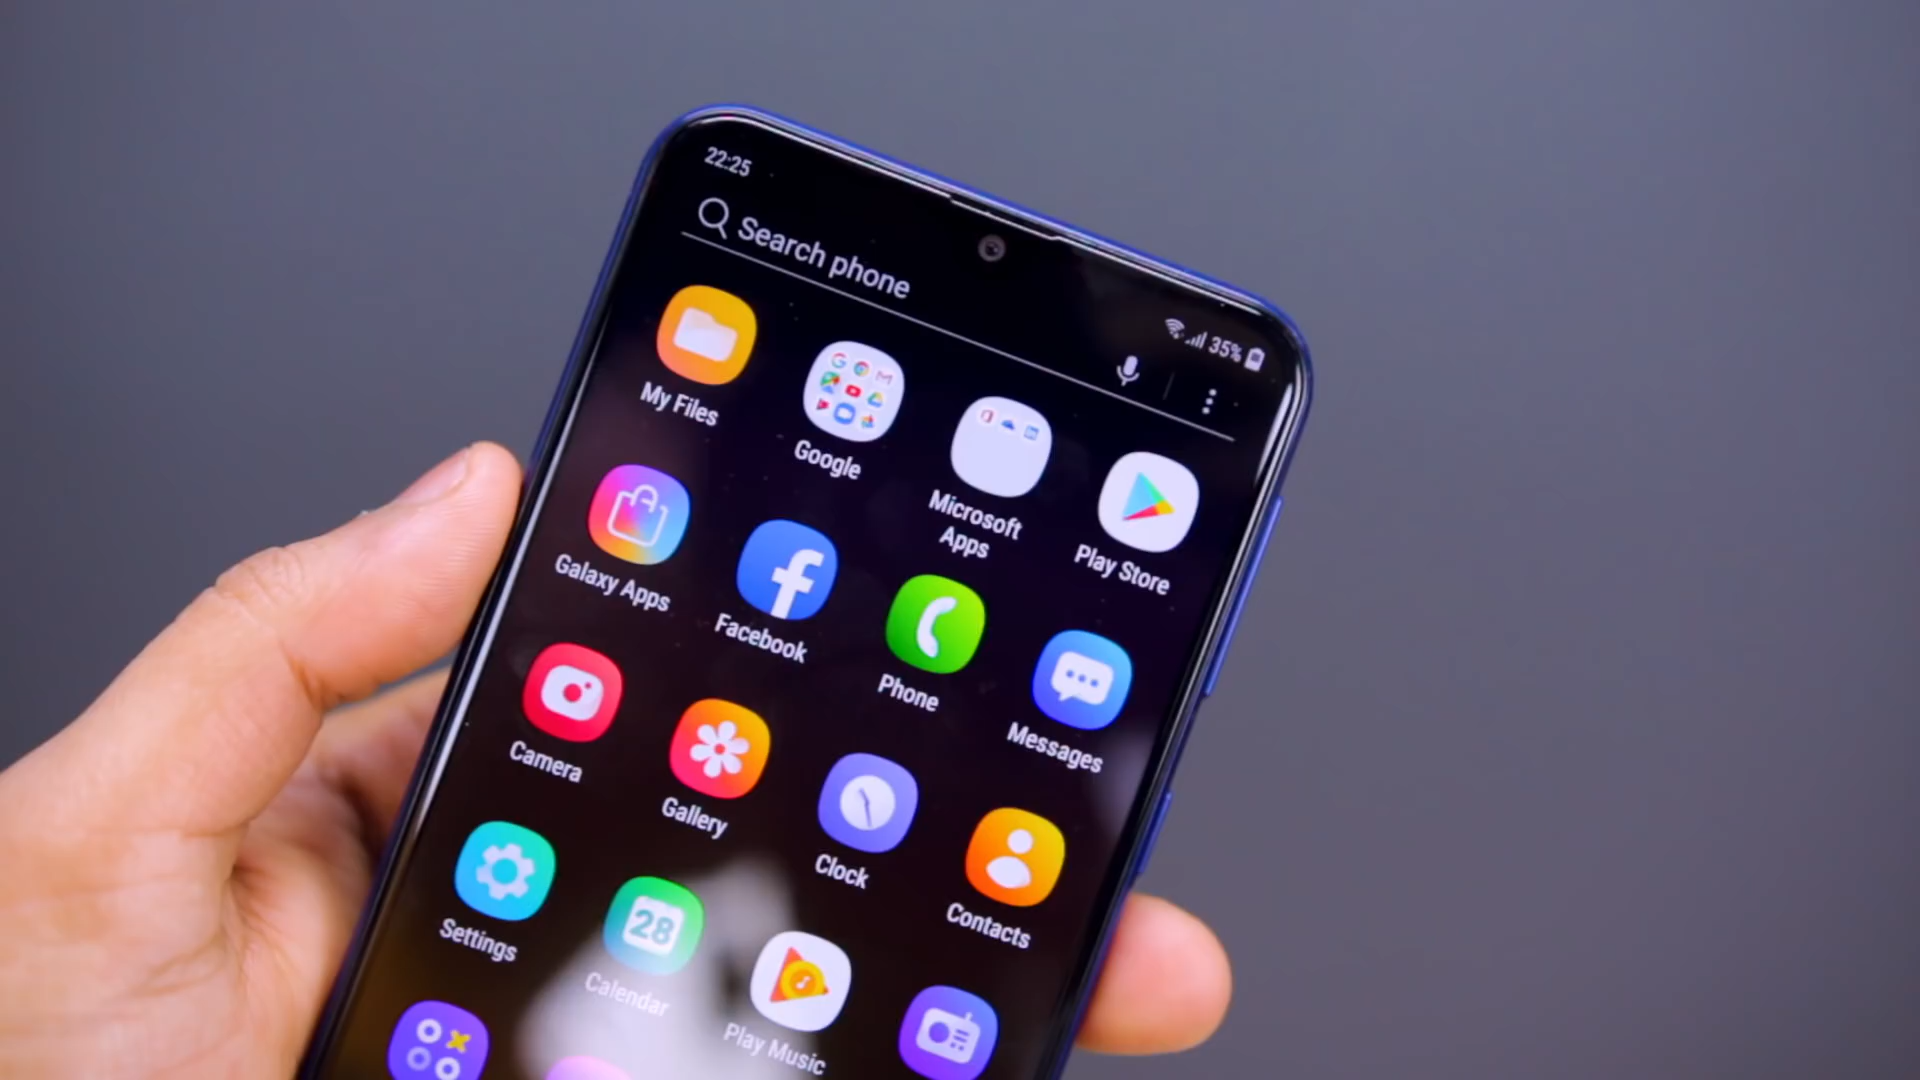 22:25
35%
Search phone
My Files
Google
Microsoft
Apps
Play Store
Galaxy Apps
Facebook
Phone
Messages
Camera
Gallery
Clock
Contacts
Settings
28
Calendar
Play Music